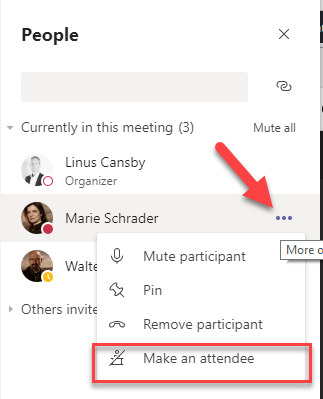 People
Currently in this meeting (3)
Mute all
Linus Cansby
Organizer
Marie Schrader
More o
Walte
Mute participant
Pin
Remove participant
Others invite
Make an attendee